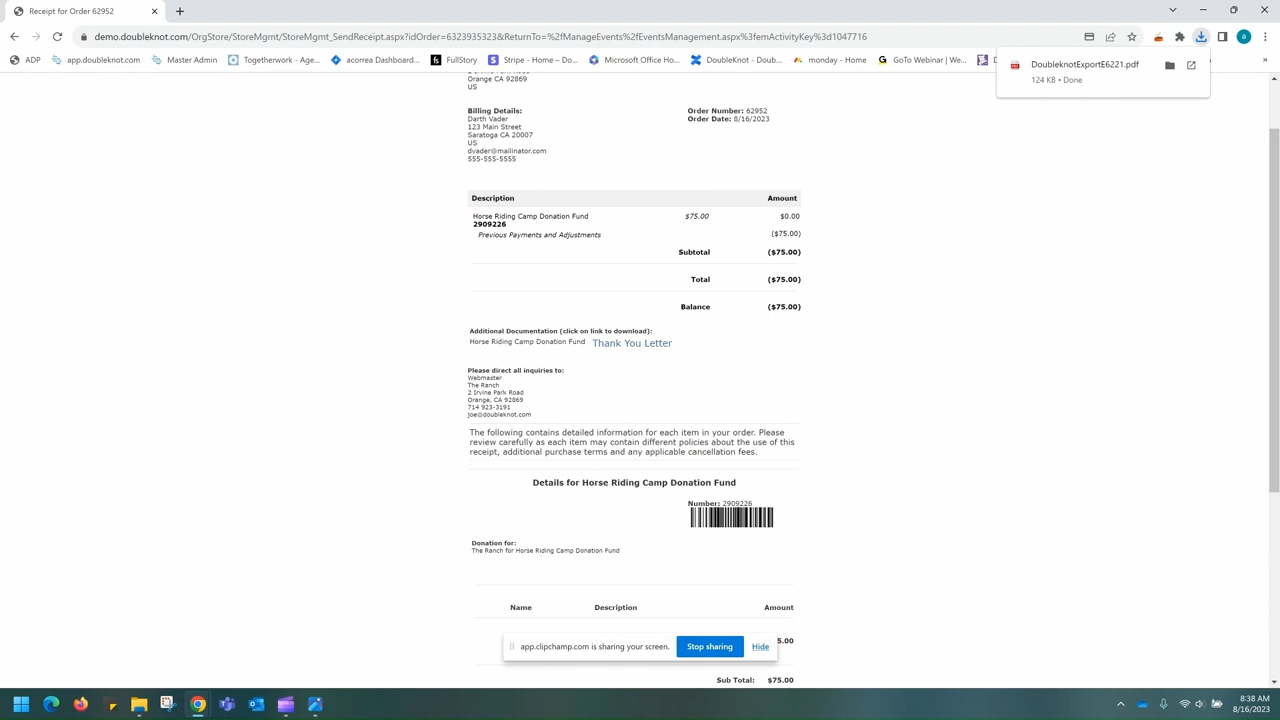 Receipt for Order 62952
demo.doubleknot.com/OrgStore/StoreMgmt/StoreMgmt_SendReceipt.aspx?idOrder=6323935323&ReturnTo=%2fManageEvents%2fEventsManagement.aspx%3femActivityKey%3d1047716
a
ADP
app.doubleknot.com
Master Admin
Togetherwork - Age...
acorrea Dashboard...
fs FullStory
S Stripe - Home – Do...
Microsoft Office Ho...
DoubleKnot - Doub...
monday - Home
G GoTo Webinar | We...
DoubleknotExportE6221.pdf
124 KB • Done
Orange CA 92869
US
Billing Details:
Darth Vader
123 Main Street
Saratoga CA 20007
US
dvader@mailinator.com
555-555-5555
Order Number: 62952
Order Date: 8/16/2023
Description Amount
Horse Riding Camp Donation Fund $75.00 $0.00
2909226
Previous Payments and Adjustments ($75.00)
Subtotal ($75.00)
Total ($75.00)
Balance ($75.00)
Additional Documentation (click on link to download):
Horse Riding Camp Donation Fund Thank You Letter
Please direct all inquiries to:
Webmaster
The Ranch
2 Irvine Park Road
Orange, CA 92869
714 923-3191
joe@doubleknot.com
The following contains detailed information for each item in your order. Please
review carefully as each item may contain different policies about the use of this
receipt, additional purchase terms and any applicable cancellation fees.
Details for Horse Riding Camp Donation Fund
Number: 2909226
Donation for:
The Ranch for Horse Riding Camp Donation Fund
Name Description Amount
5.00
app.clipchamp.com is sharing your screen. Stop sharing Hide
Sub Total: $75.00
8:38 AM
8/16/2023